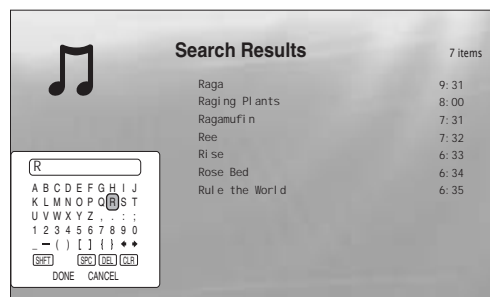 Search Results
7 items
Raga 9:31
Raging Plants 8:00
Ragamufin 7:31
Ree 7:32
Rise 6:33
Rose Bed 6:34
Rule the World 6:35
R
A B C D E F G H I J
K L M N O P Q R S T
U V W X Y Z , . : ;
1 2 3 4 5 6 7 8 9 0
_ – ( ) [ ] { }
SHFT SPC DEL CLR
DONE CANCEL